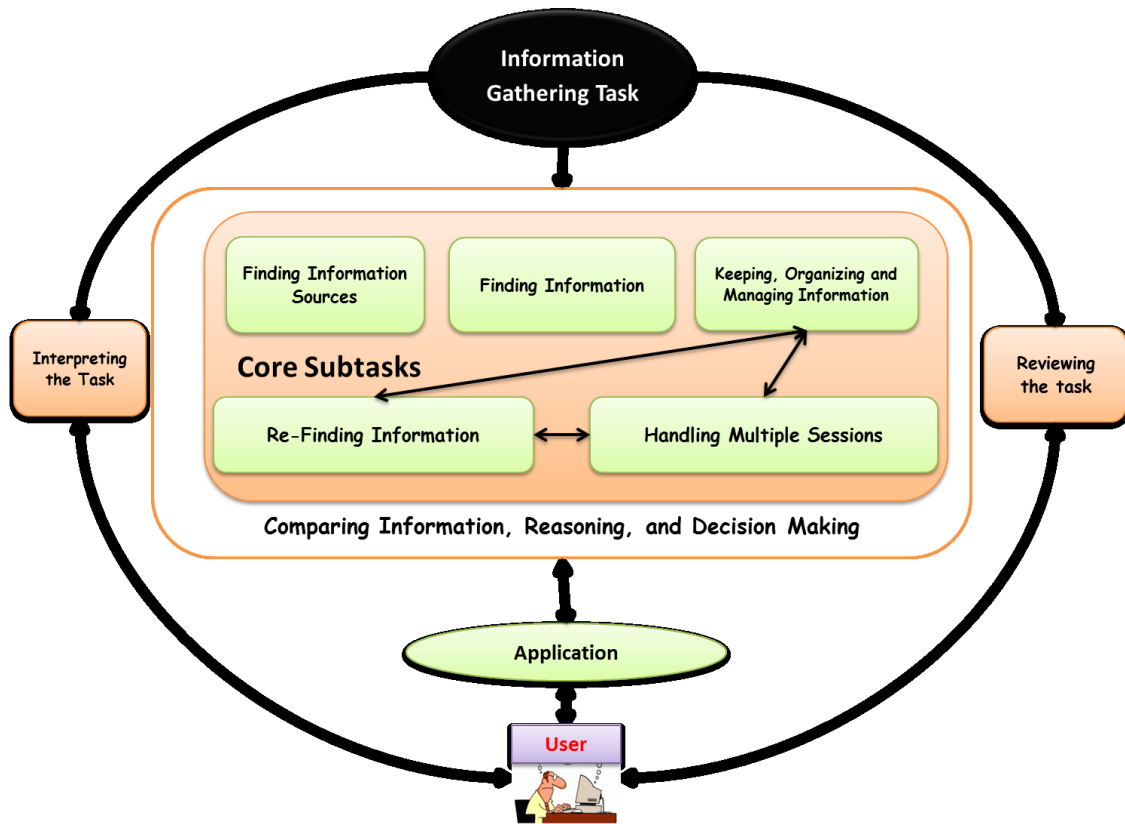 Information
Gathering Task
Finding Information
Sources
Finding Information
Keeping, Organizing and
Managing Information
Interpreting
the Task
Core Subtasks
Reviewing
the task
Re-Finding Information
Handling Multiple Sessions
Comparing Information, Reasoning, and Decision Making
Application
User